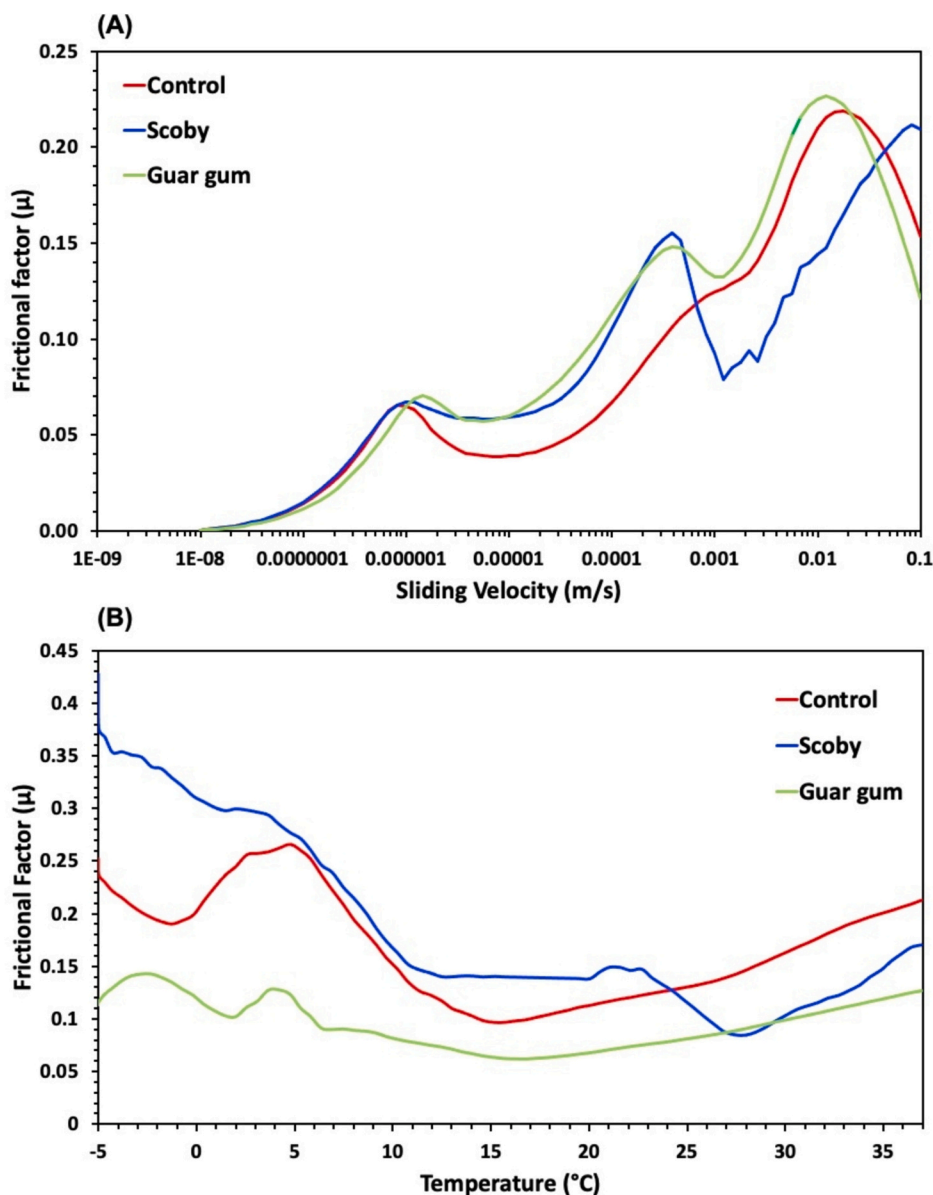 (A)
0.25
0.20
0.15
0.10
0.05
0.00
Frictional factor (µ)
Control
Scoby
Guar gum
1E-09 1E-08 0.0000001 0.000001 0.00001 0.0001 0.001 0.01 0.1
Sliding Velocity (m/s)
(B)
0.45
0.4
0.35
0.3
0.25
0.2
0.15
0.1
0.05
0
Frictional Factor (µ)
Control
Scoby
Guar gum
-5 0 5 10 15 20 25 30 35
Temperature (°C)